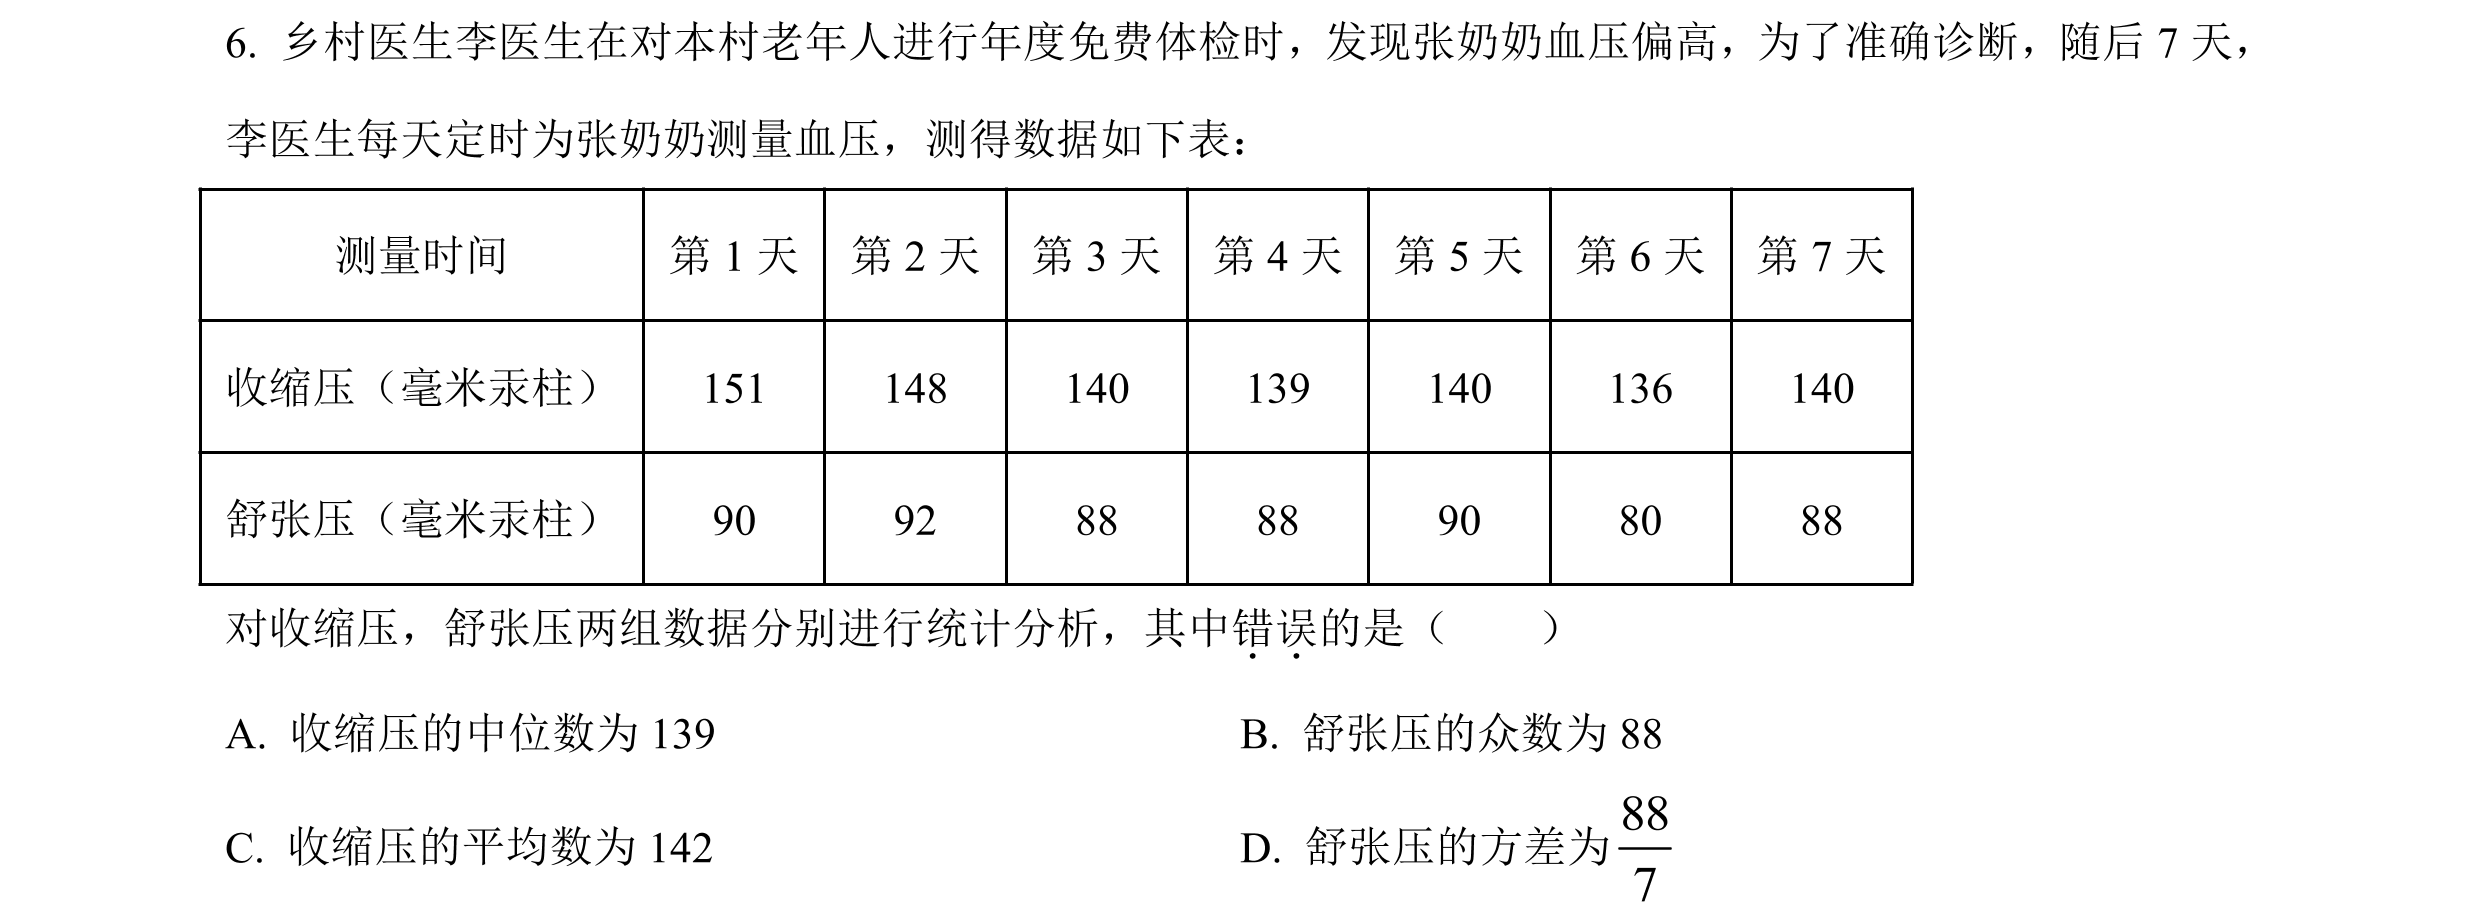 6. 乡村医生李医生在对本村老年人进行年度免费体检时，发现张奶奶血压偏高，为了准确诊断，随后 7 天，
李医生每天定时为张奶奶测量血压，测得数据如下表：
测量时间 第 1 天 第 2 天 第 3 天 第 4 天 第 5 天 第 6 天 第 7 天
收缩压（毫米汞柱） 151 148 140 139 140 136 140
舒张压（毫米汞柱） 90 92 88 88 90 80 88
对收缩压，舒张压两组数据分别进行统计分析，其中错误的是（　　）
A. 收缩压的中位数为 139 B. 舒张压的众数为 88
C. 收缩压的平均数为 142 D. 舒张压的方差为 88/7